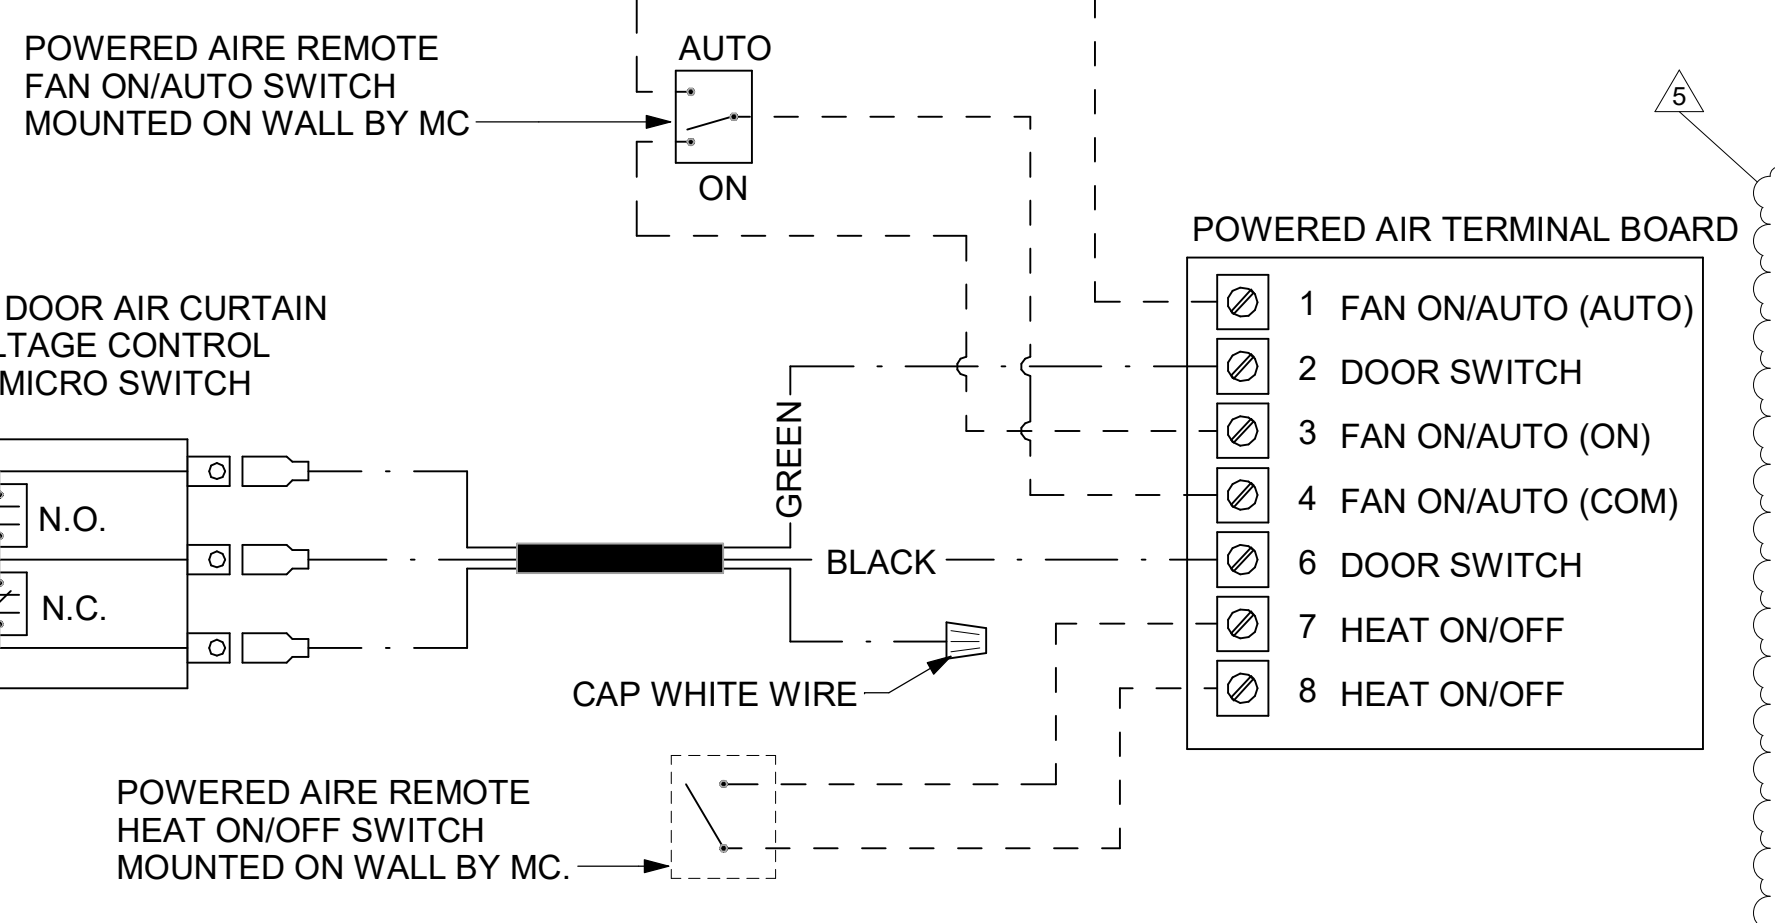 POWERED AIRE REMOTE
FAN ON/AUTO SWITCH
MOUNTED ON WALL BY MC
AUTO
ON
5
POWERED AIR TERMINAL BOARD
1 FAN ON/AUTO (AUTO)
2 DOOR SWITCH
3 FAN ON/AUTO (ON)
4 FAN ON/AUTO (COM)
6 DOOR SWITCH
7 HEAT ON/OFF
8 HEAT ON/OFF
DOOR AIR CURTAIN
LTAGE CONTROL
MICRO SWITCH
N.O.
N.C.
GREEN
BLACK
CAP WHITE WIRE
POWERED AIRE REMOTE
HEAT ON/OFF SWITCH
MOUNTED ON WALL BY MC.